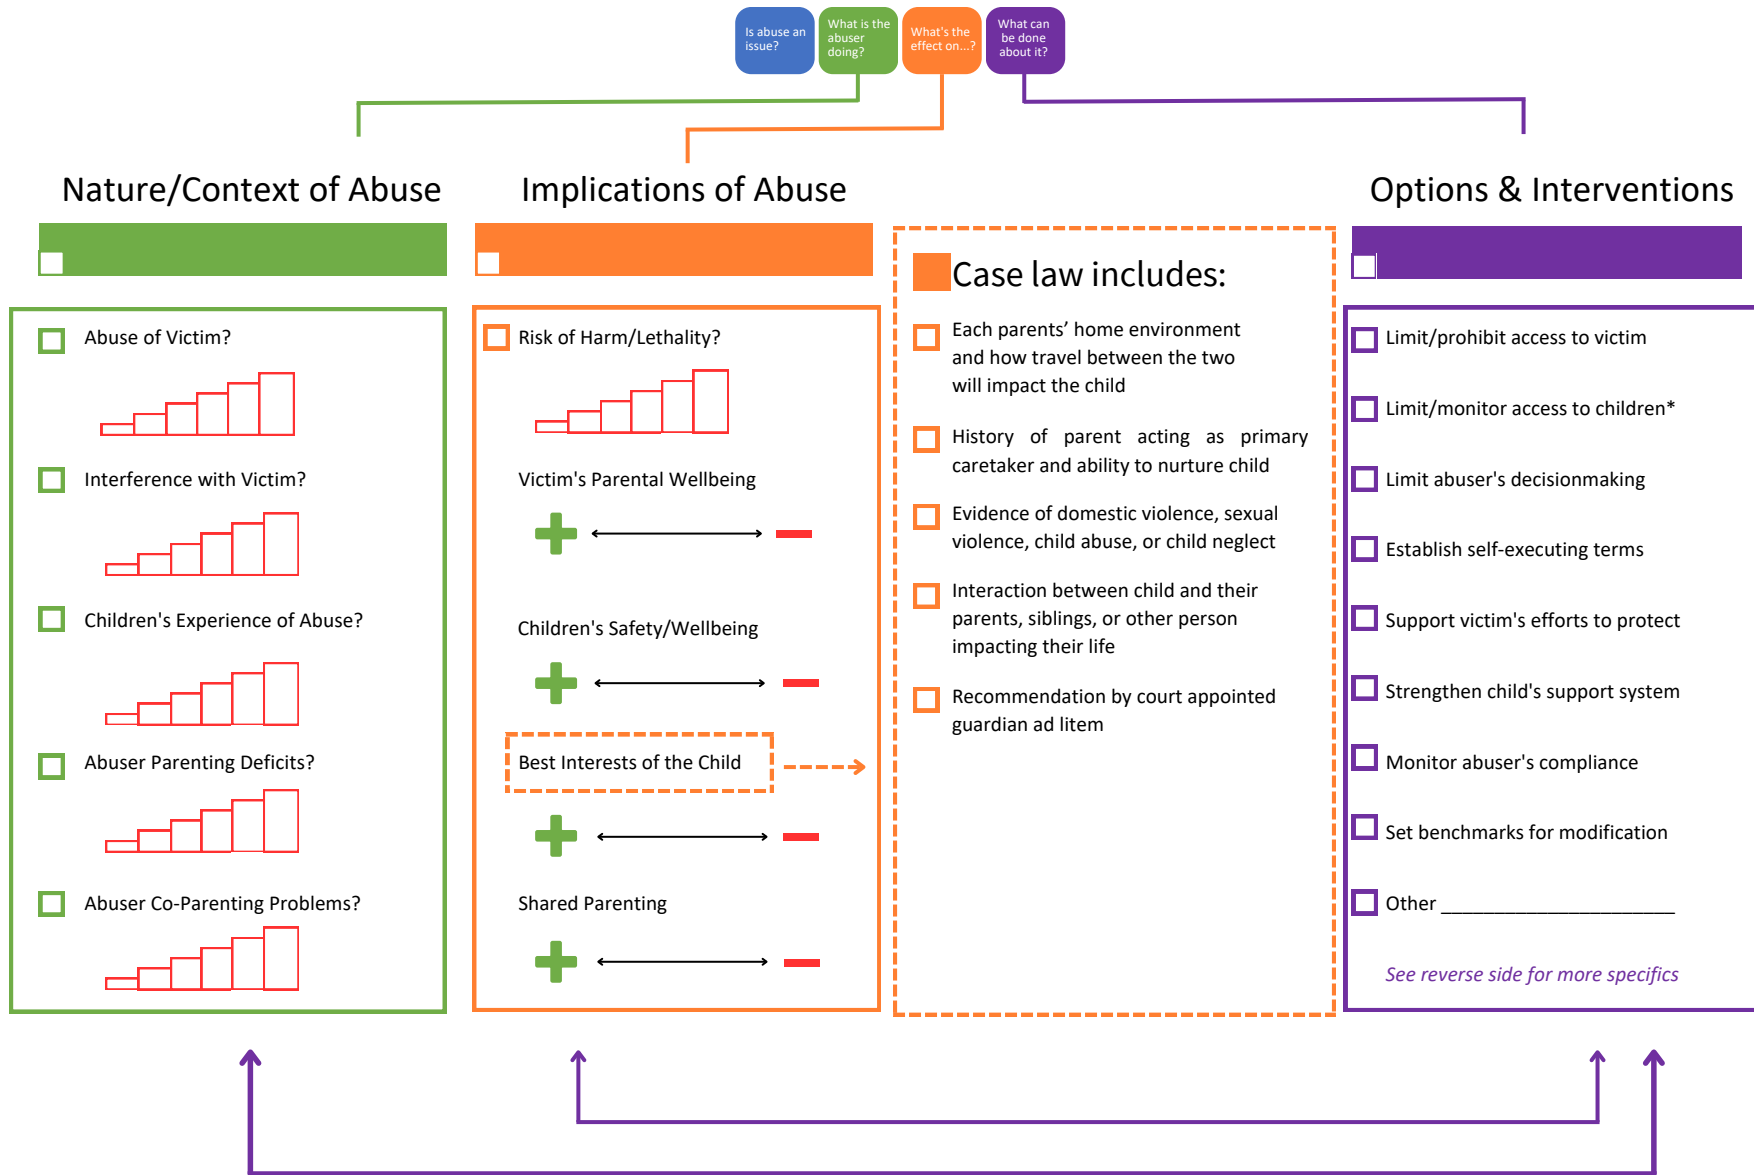 Is abuse an
issue?
What is the
abuser
doing?
What's the
effect on...?
What can
be done
about it?
Nature/Context of Abuse
Abuse of Victim?
Interference with Victim?
Children's Experience of Abuse?
Abuser Parenting Deficits?
Abuser Co-Parenting Problems?
Implications of Abuse
Risk of Harm/Lethality?
Victim's Parental Wellbeing
Children's Safety/Wellbeing
Best Interests of the Child
Shared Parenting
Case law includes:
Each parents’ home environment
and how travel between the two
will impact the child
History of parent acting as primary
caretaker and ability to nurture child
Evidence of domestic violence, sexual
violence, child abuse, or child neglect
Interaction between child and their
parents, siblings, or other person
impacting their life
Recommendation by court appointed
guardian ad litem
Options & Interventions
Limit/prohibit access to victim
Limit/monitor access to children*
Limit abuser's decisionmaking
Establish self-executing terms
Support victim's efforts to protect
Strengthen child's support system
Monitor abuser's compliance
Set benchmarks for modification
Other ______________________
See reverse side for more specifics